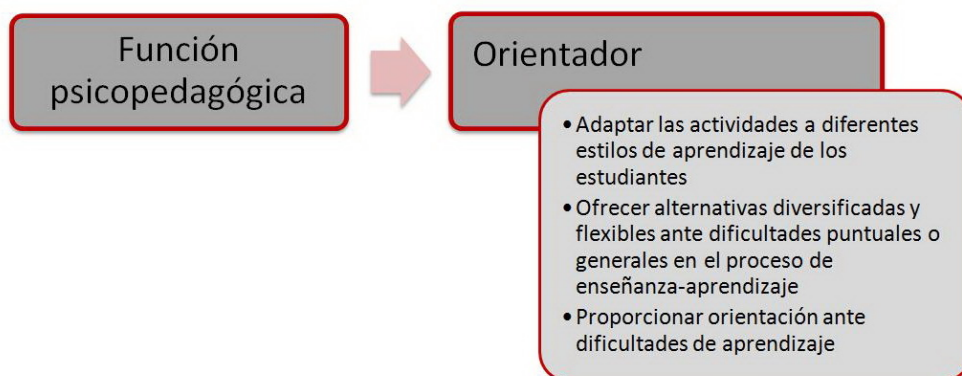 Función
psicopedagógica
Orientador
•Adaptar las actividades a diferentes
estilos de aprendizaje de los
estudiantes
•Ofrecer alternativas diversificadas y
flexibles ante dificultades puntuales o
generales en el proceso de
enseñanza-aprendizaje
•Proporcionar orientación ante
dificultades de aprendizaje